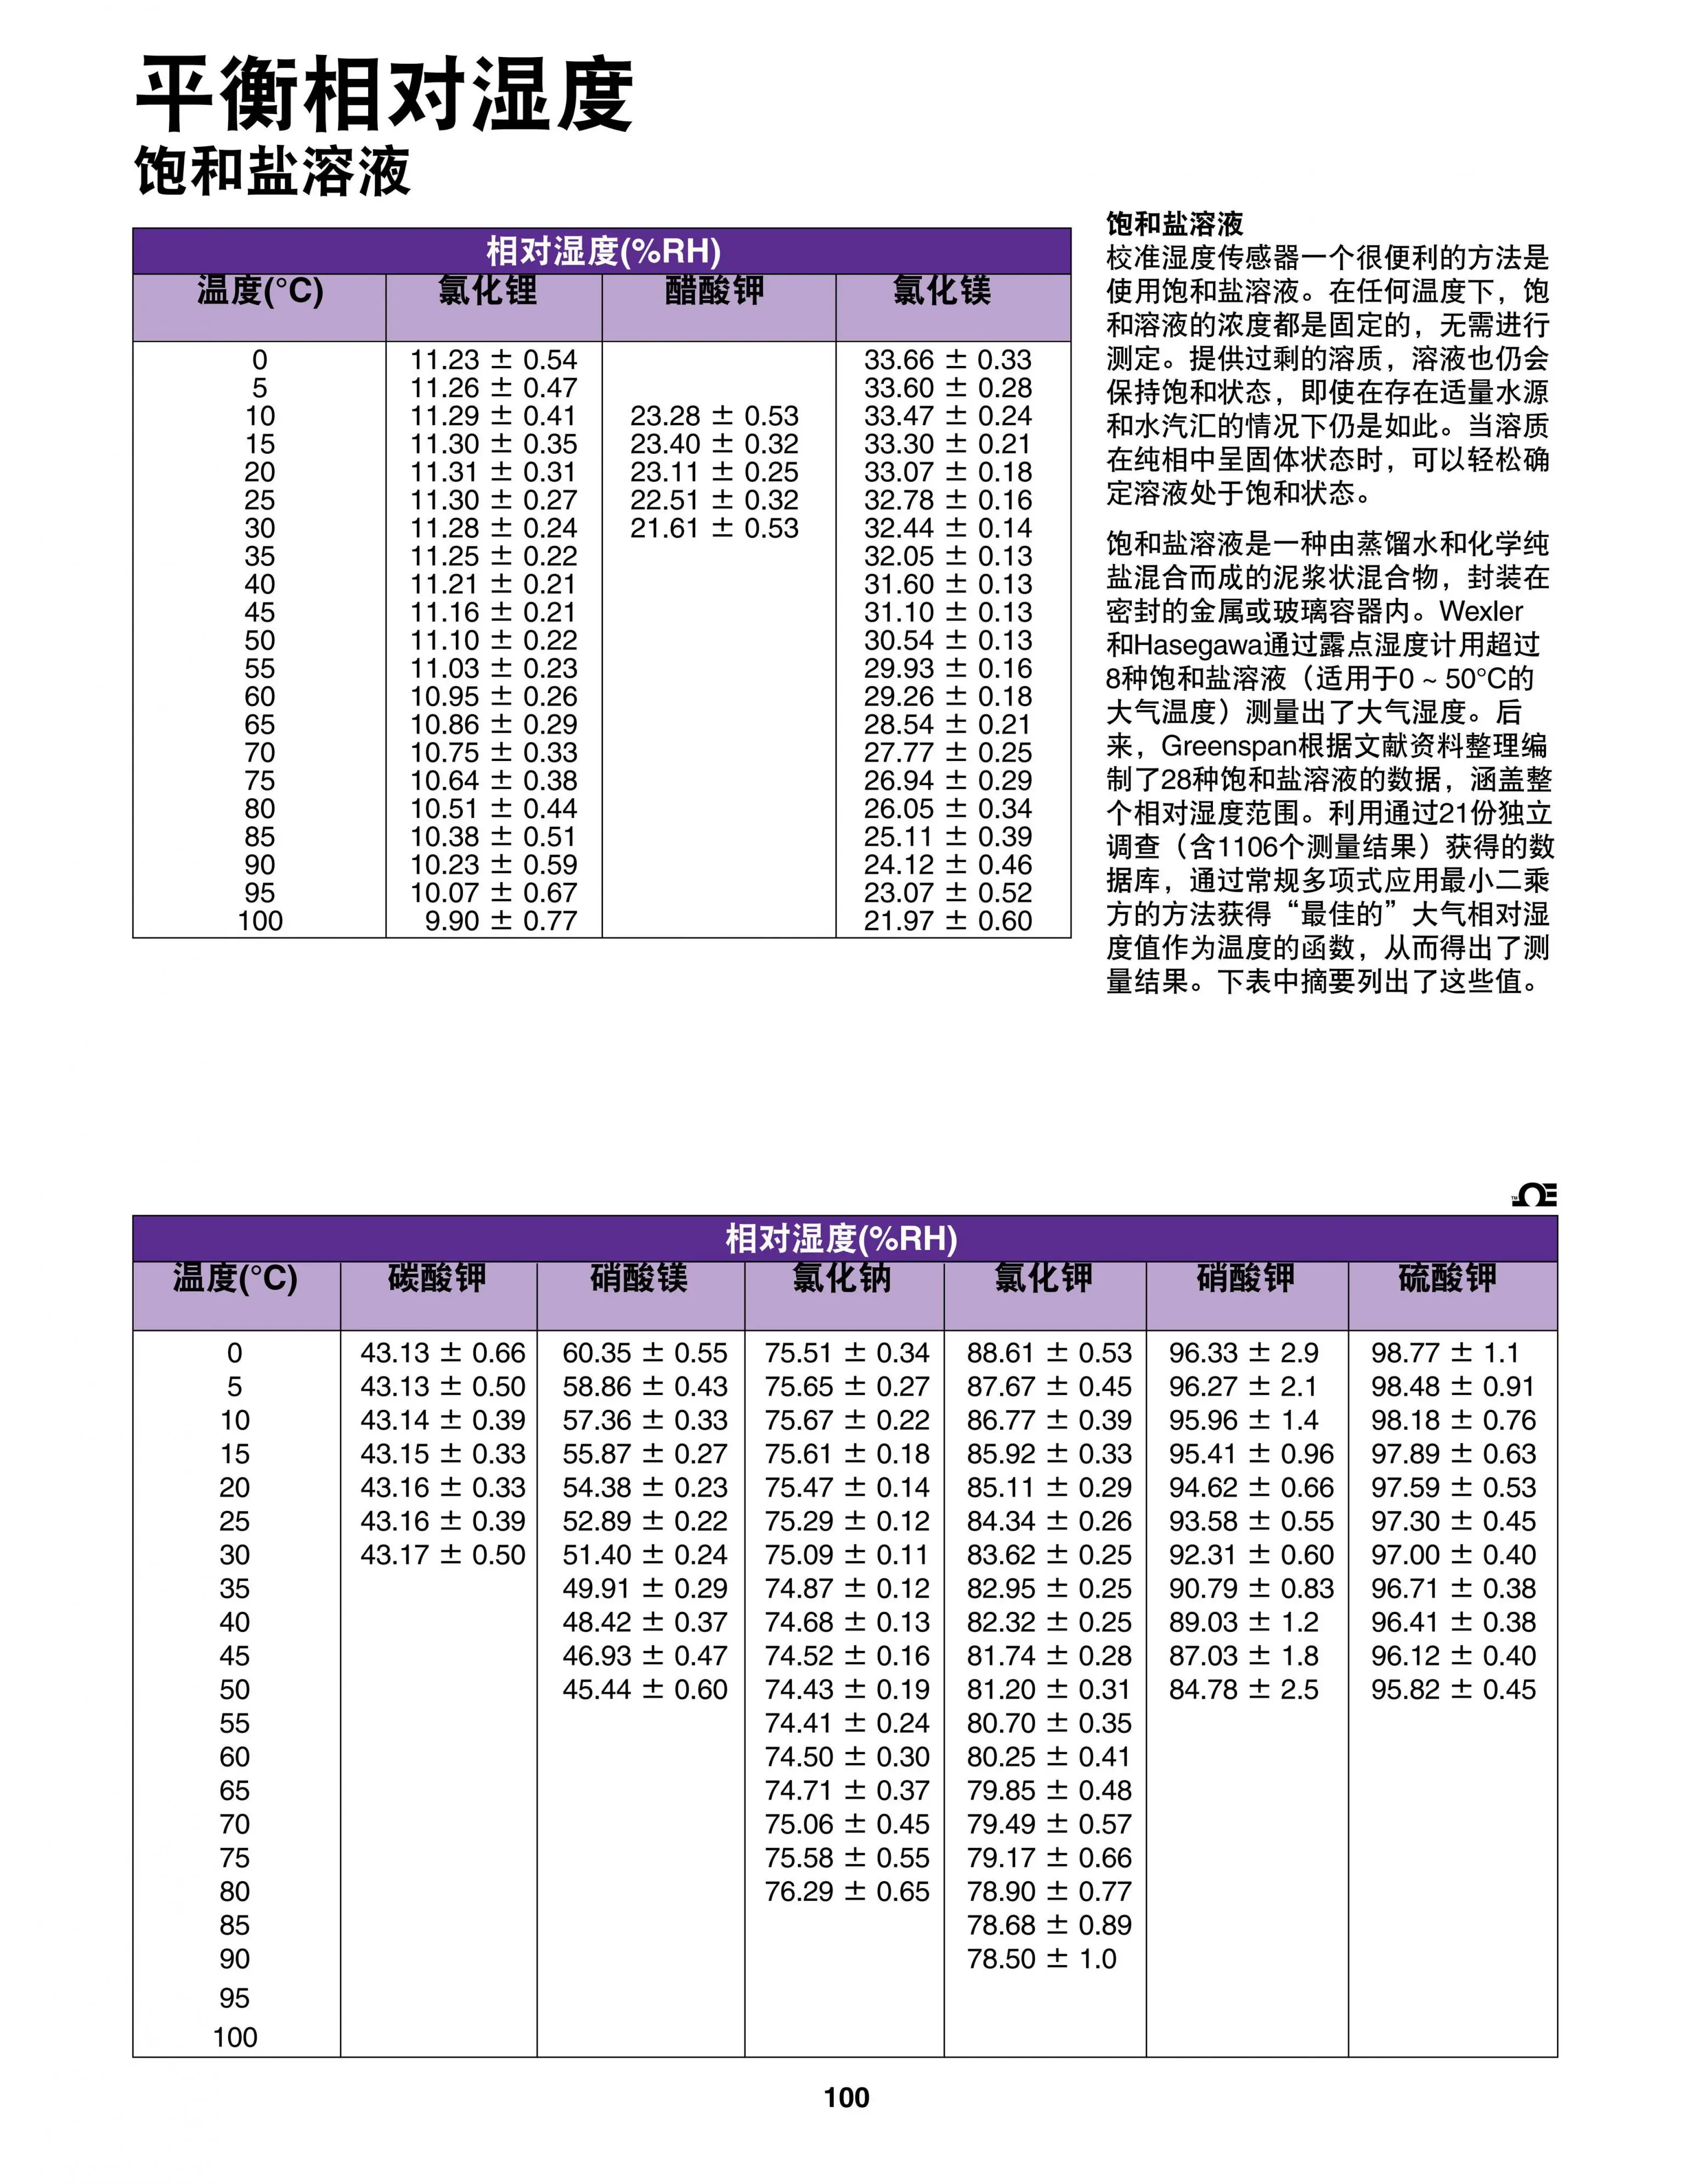 平衡相对湿度
饱和盐溶液
相对湿度(%RH)
温度(°C) 氯化锂 醋酸钾 氯化镁
0 11.23 ± 0.54 33.66 ± 0.33
5 11.26 ± 0.47 33.60 ± 0.28
10 11.29 ± 0.41 23.28 ± 0.53 33.47 ± 0.24
15 11.30 ± 0.35 23.40 ± 0.32 33.30 ± 0.21
20 11.31 ± 0.31 23.11 ± 0.25 33.07 ± 0.18
25 11.30 ± 0.27 22.51 ± 0.32 32.78 ± 0.16
30 11.28 ± 0.24 21.61 ± 0.53 32.44 ± 0.14
35 11.25 ± 0.22 32.05 ± 0.13
40 11.21 ± 0.21 31.60 ± 0.13
45 11.16 ± 0.21 31.10 ± 0.13
50 11.10 ± 0.22 30.54 ± 0.13
55 11.03 ± 0.23 29.93 ± 0.16
60 10.95 ± 0.26 29.26 ± 0.18
65 10.86 ± 0.29 28.54 ± 0.21
70 10.75 ± 0.33 27.77 ± 0.25
75 10.64 ± 0.38 26.94 ± 0.29
80 10.51 ± 0.44 26.05 ± 0.34
85 10.38 ± 0.51 25.11 ± 0.39
90 10.23 ± 0.59 24.12 ± 0.46
95 10.07 ± 0.67 23.07 ± 0.52
100 9.90 ± 0.77 21.97 ± 0.60
饱和盐溶液
校准湿度传感器一个很便利的方法是
使用饱和盐溶液。在任何温度下，饱
和溶液的浓度都是固定的，无需进行
测定。提供过剩的溶质，溶液也仍会
保持饱和状态，即使在存在适量水源
和水汽汇的情况下仍是如此。当溶质
在纯相中呈固体状态时，可以轻松确
定溶液处于饱和状态。
饱和盐溶液是一种由蒸馏水和化学纯
盐混合而成的泥浆状混合物，封装在
密封的金属或玻璃容器内。Wexler
和Hasegawa通过露点湿度计用超过
8种饱和盐溶液（适用于0 ~ 50°C的
大气温度）测量出了大气湿度。后
来，Greenspan根据文献资料整理编
制了28种饱和盐溶液的数据，涵盖整
个相对湿度范围。利用通过21份独立
调查（含1106个测量结果）获得的数
据库，通过常规多项式应用最小二乘
方的方法获得“最佳的”大气相对湿
度值作为温度的函数，从而得出了测
量结果。下表中摘要列出了这些值。
相对湿度(%RH)
温度(°C) 碳酸钾 硝酸镁 氯化钠 氯化钾 硝酸钾 硫酸钾
0 43.13 ± 0.66 60.35 ± 0.55 75.51 ± 0.34 88.61 ± 0.53 96.33 ± 2.9 98.77 ± 1.1
5 43.13 ± 0.50 58.86 ± 0.43 75.65 ± 0.27 87.67 ± 0.45 96.27 ± 2.1 98.48 ± 0.91
10 43.14 ± 0.39 57.36 ± 0.33 75.67 ± 0.22 86.77 ± 0.39 95.96 ± 1.4 98.18 ± 0.76
15 43.15 ± 0.33 55.87 ± 0.27 75.61 ± 0.18 85.92 ± 0.33 95.41 ± 0.96 97.89 ± 0.63
20 43.16 ± 0.33 54.38 ± 0.23 75.47 ± 0.14 85.11 ± 0.29 94.62 ± 0.66 97.59 ± 0.53
25 43.16 ± 0.39 52.89 ± 0.22 75.29 ± 0.12 84.34 ± 0.26 93.58 ± 0.55 97.30 ± 0.45
30 43.17 ± 0.50 51.40 ± 0.24 75.09 ± 0.11 83.62 ± 0.25 92.31 ± 0.60 97.00 ± 0.40
35 49.91 ± 0.29 74.87 ± 0.12 82.95 ± 0.25 90.79 ± 0.83 96.71 ± 0.38
40 48.42 ± 0.37 74.68 ± 0.13 82.32 ± 0.25 89.03 ± 1.2 96.41 ± 0.38
45 46.93 ± 0.47 74.52 ± 0.16 81.74 ± 0.28 87.03 ± 1.8 96.12 ± 0.40
50 45.44 ± 0.60 74.43 ± 0.19 81.20 ± 0.31 84.78 ± 2.5 95.82 ± 0.45
55 74.41 ± 0.24 80.70 ± 0.35
60 74.50 ± 0.30 80.25 ± 0.41
65 74.71 ± 0.37 79.85 ± 0.48
70 75.06 ± 0.45 79.49 ± 0.57
75 75.58 ± 0.55 79.17 ± 0.66
80 76.29 ± 0.65 78.90 ± 0.77
85 78.68 ± 0.89
90 78.50 ± 1.0
95
100
100